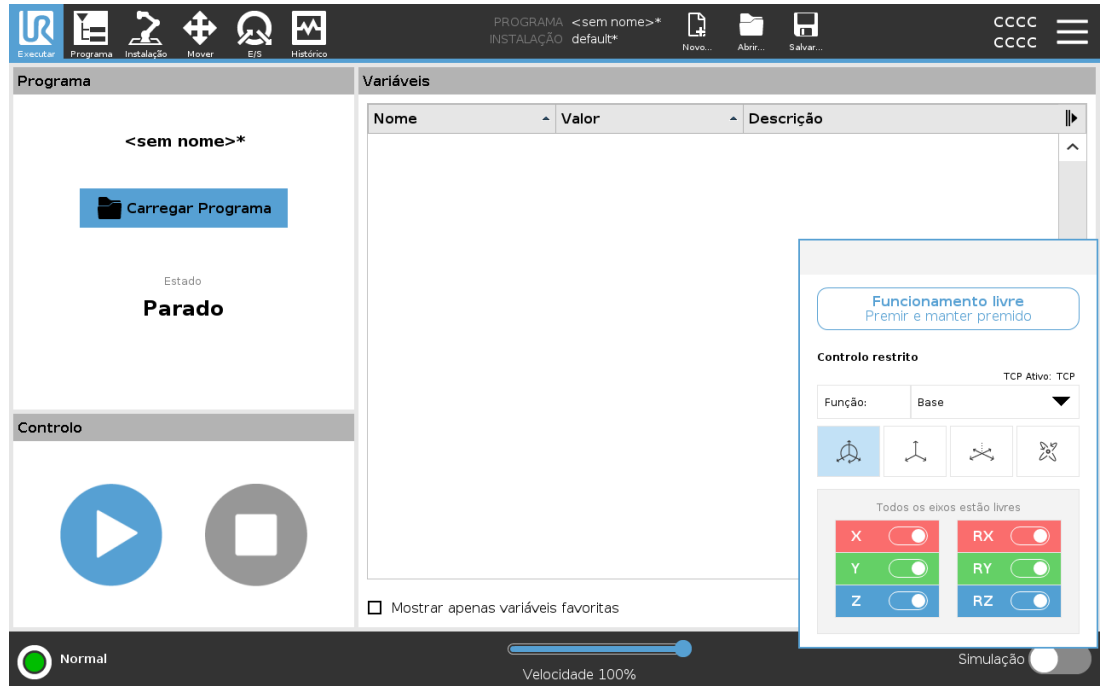 Executar
Programa
Instalação
Mover
E/S
Histórico
PROGRAMA <sem nome>*
INSTALAÇÃO default*
Novo...
Abrir...
Salvar...
CCCC
CCCC
Programa
<sem nome>*
Carregar Programa
Estado
Parado
Controlo
Variáveis
Nome
Valor
Descrição
Mostrar apenas variáveis favoritas
Funcionamento livre
Premir e manter premido
Controlo restrito
TCP Ativo: TCP
Função: Base
Todos os eixos estão livres
X RX
Y RY
Z RZ
Normal
Velocidade 100%
Simulação